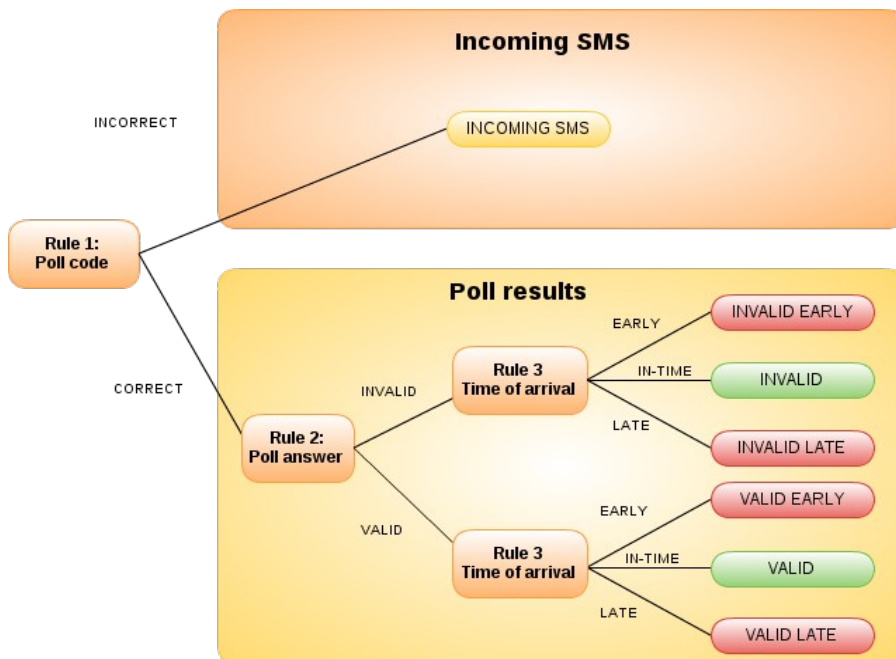 Incoming SMS
INCORRECT
INCOMING SMS
Rule 1:
Poll code
Poll results
CORRECT
Rule 2:
Poll answer
INVALID
Rule 3
Time of arrival
EARLY
INVALID EARLY
IN-TIME
INVALID
LATE
INVALID LATE
VALID
Rule 3
Time of arrival
EARLY
VALID EARLY
IN-TIME
VALID
LATE
VALID LATE